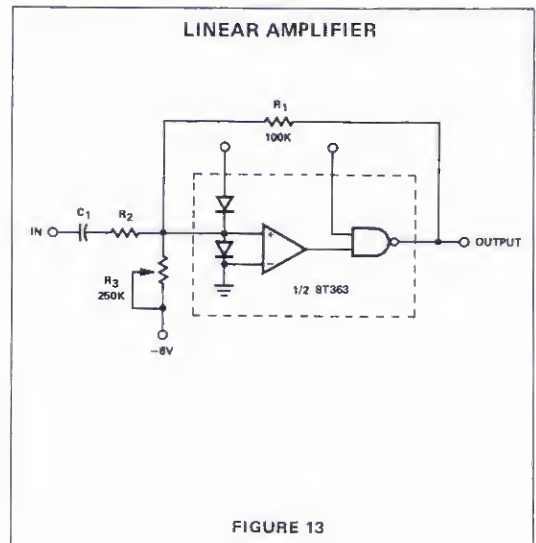 LINEAR AMPLIFIER
R1
100K
C1
R2
IN
OUTPUT
R3
250K
1/2 8T363
-6V
FIGURE 13